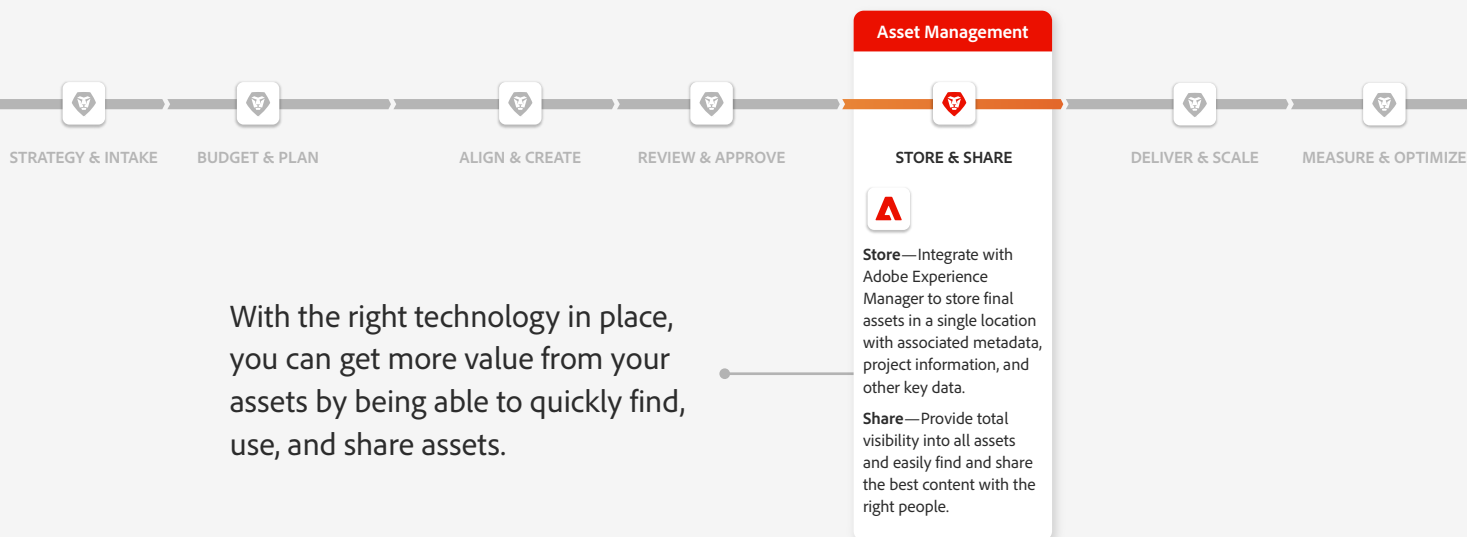 Asset Management
STRATEGY & INTAKE
BUDGET & PLAN
ALIGN & CREATE
REVIEW & APPROVE
STORE & SHARE
DELIVER & SCALE
MEASURE & OPTIMIZE
With the right technology in place,
you can get more value from your
assets by being able to quickly find,
use, and share assets.
Store—Integrate with
Adobe Experience
Manager to store final
assets in a single location
with associated metadata,
project information, and
other key data.
Share—Provide total
visibility into all assets
and easily find and share
the best content with the
right people.